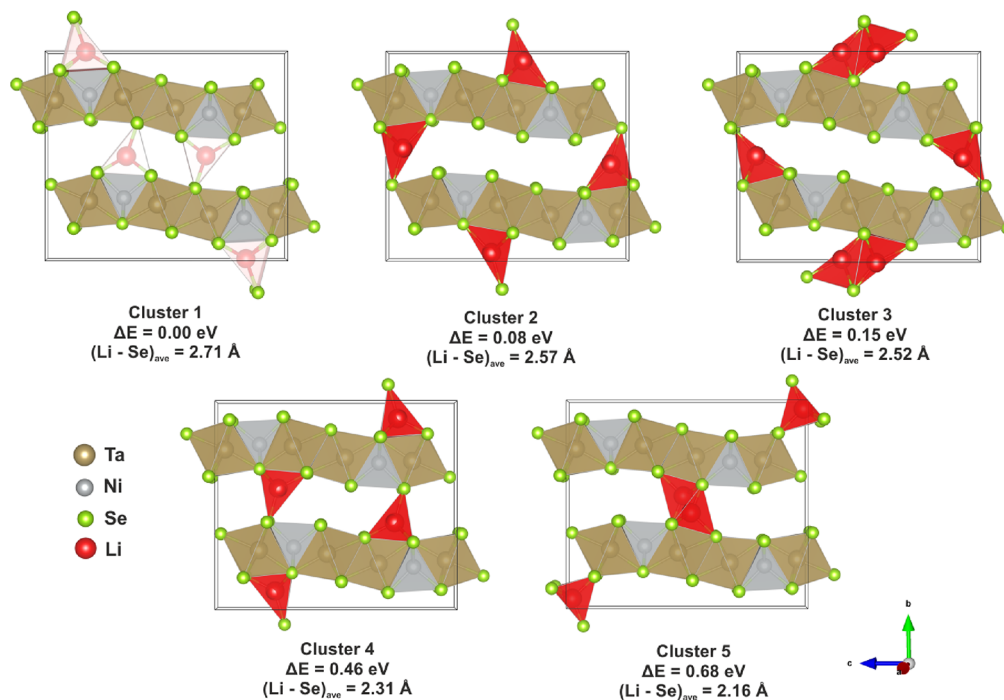 Cluster 1
ΔE = 0.00 eV
(Li - Se)ave = 2.71 Å
Cluster 2
ΔE = 0.08 eV
(Li - Se)ave = 2.57 Å
Cluster 3
ΔE = 0.15 eV
(Li - Se)ave = 2.52 Å
Ta
Ni
Se
Li
Cluster 4
ΔE = 0.46 eV
(Li - Se)ave = 2.31 Å
Cluster 5
ΔE = 0.68 eV
(Li - Se)ave = 2.16 Å
b
c
a